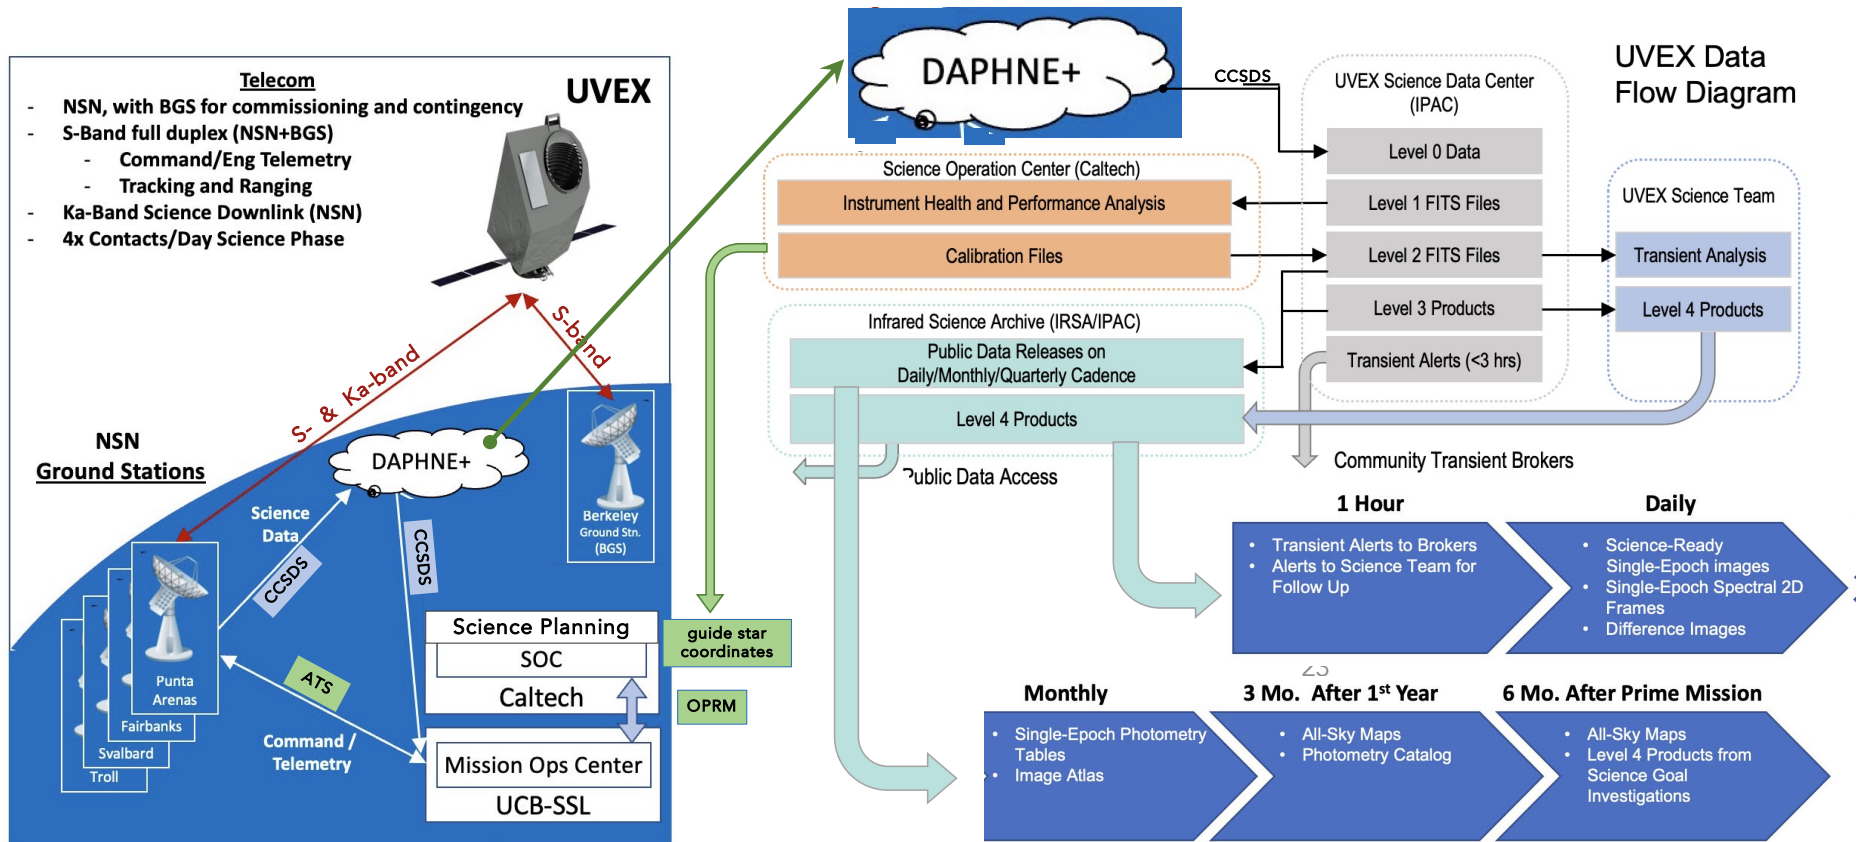 Telecom
- NSN, with BGS for commissioning and contingency
- S-Band full duplex (NSN+BGS)
- Command/Eng Telemetry
- Tracking and Ranging
- Ka-Band Science Downlink (NSN)
- 4x Contacts/Day Science Phase
UVEX
S- & Ka-band
S-band
NSN
Ground Stations
DAPHNE+
Science
Data
CCSDS
CCSDS
Berkeley
Ground Stn.
(BGS)
Punta
Arenas
Fairbanks
Svalbard
Troll
ATS
Command /
Telemetry
Science Planning
SOC
Caltech
Mission Ops Center
UCB-SSL
guide star
coordinates
OPRM
DAPHNE+
CCSDS
UVEX Data
Flow Diagram
UVEX Science Data Center
(IPAC)
Level 0 Data
Level 1 FITS Files
Level 2 FITS Files
Level 3 Products
Transient Alerts (<3 hrs)
Science Operation Center (Caltech)
Instrument Health and Performance Analysis
Calibration Files
UVEX Science Team
Transient Analysis
Level 4 Products
Infrared Science Archive (IRSA/IPAC)
Public Data Releases on
Daily/Monthly/Quarterly Cadence
Level 4 Products
Public Data Access
Community Transient Brokers
1 Hour
• Transient Alerts to Brokers
• Alerts to Science Team for
Follow Up
Daily
• Science-Ready
Single-Epoch images
• Single-Epoch Spectral 2D
Frames
• Difference Images
23
Monthly
• Single-Epoch Photometry
Tables
• Image Atlas
3 Mo. After 1st Year
• All-Sky Maps
• Photometry Catalog
6 Mo. After Prime Mission
• All-Sky Maps
• Level 4 Products from
Science Goal
Investigations